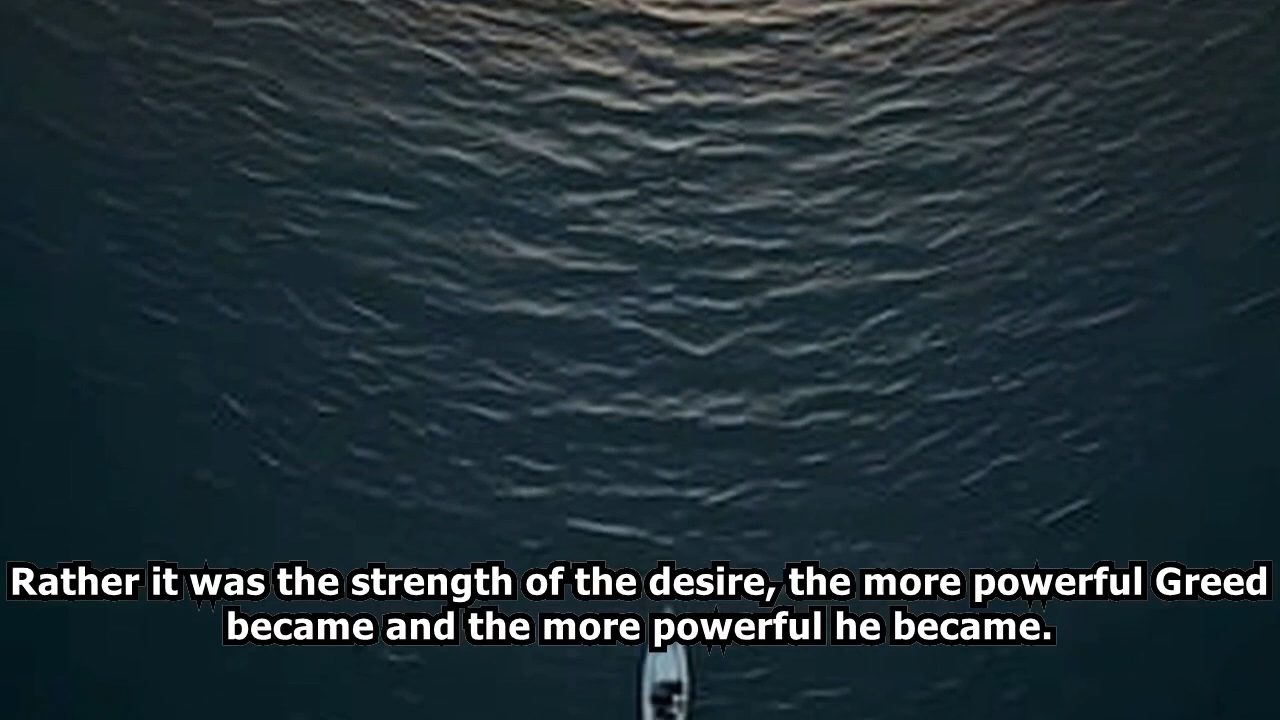 Rather it was the strength of the desire, the more powerful Greed
became and the more powerful he became.